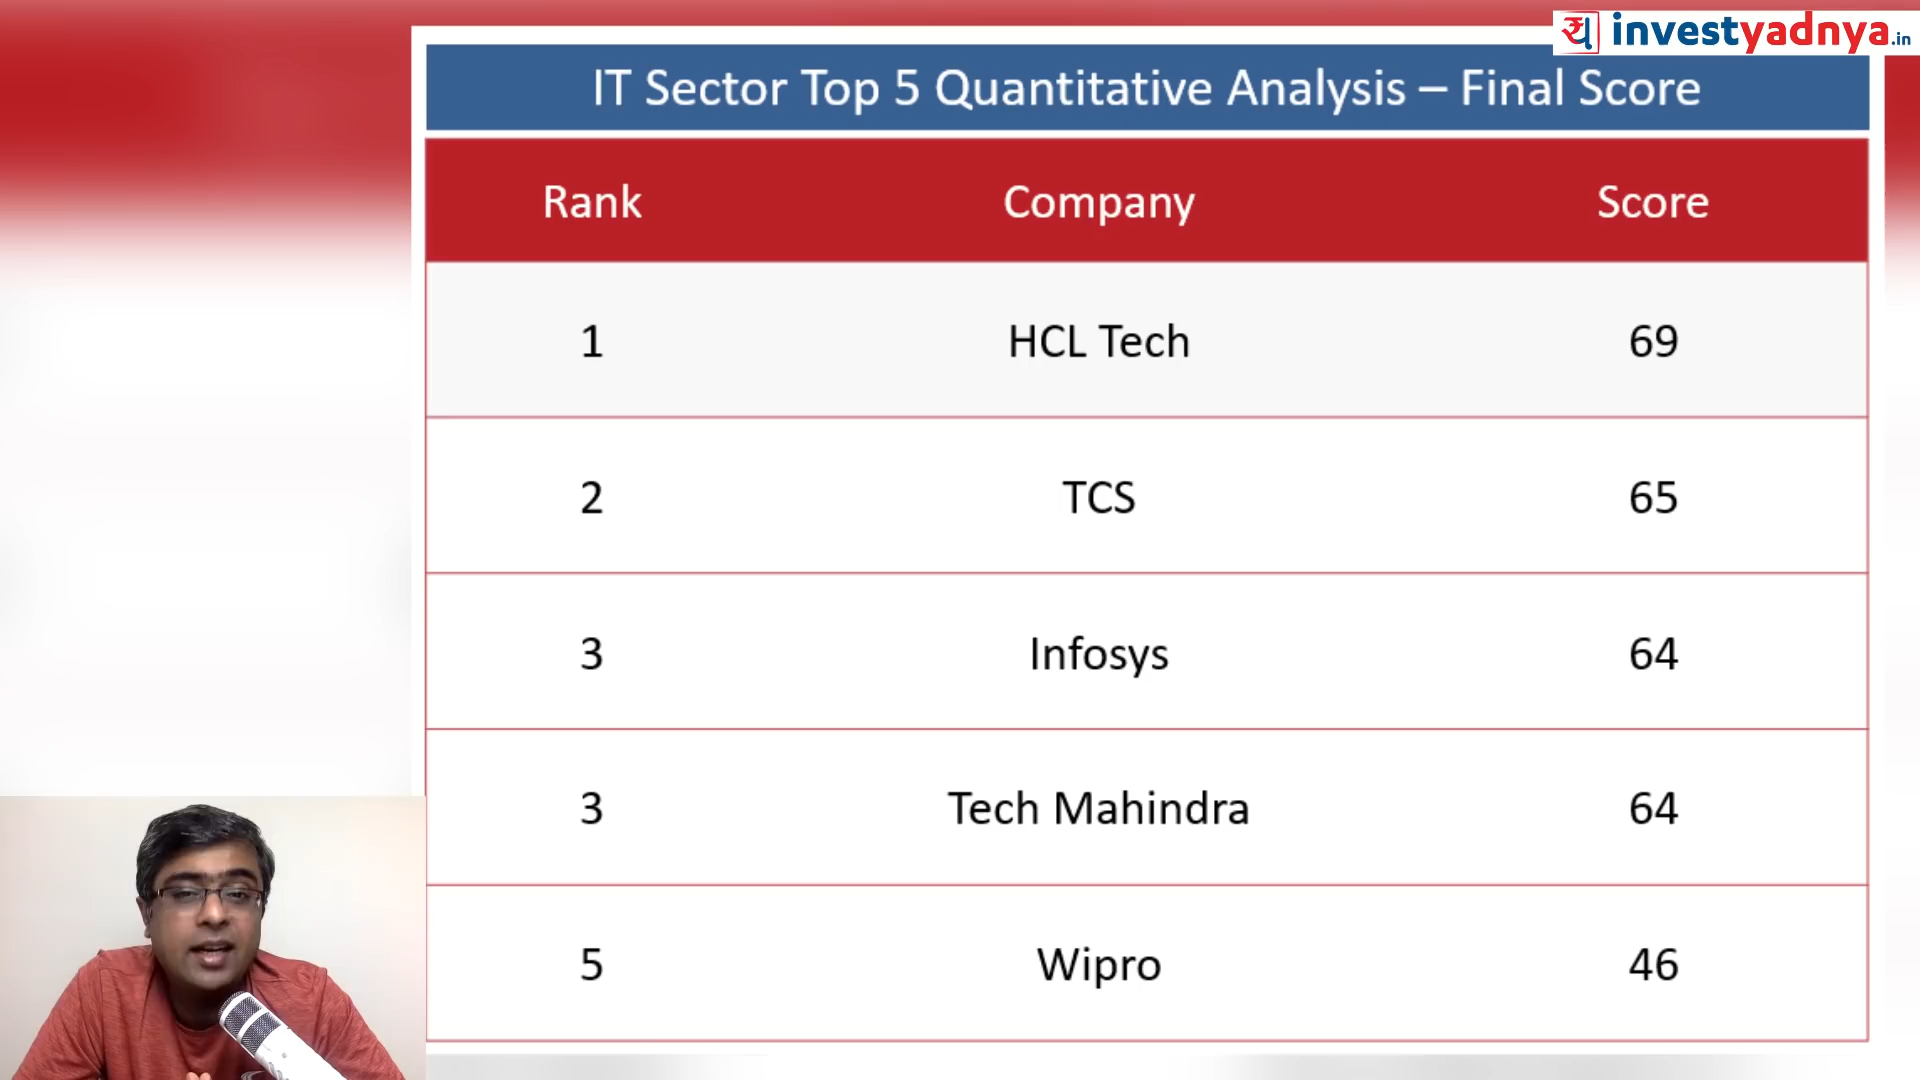 य investyadnya.in
IT Sector Top 5 Quantitative Analysis – Final Score
Rank Company Score
1 HCL Tech 69
2 TCS 65
3 Infosys 64
3 Tech Mahindra 64
5 Wipro 46